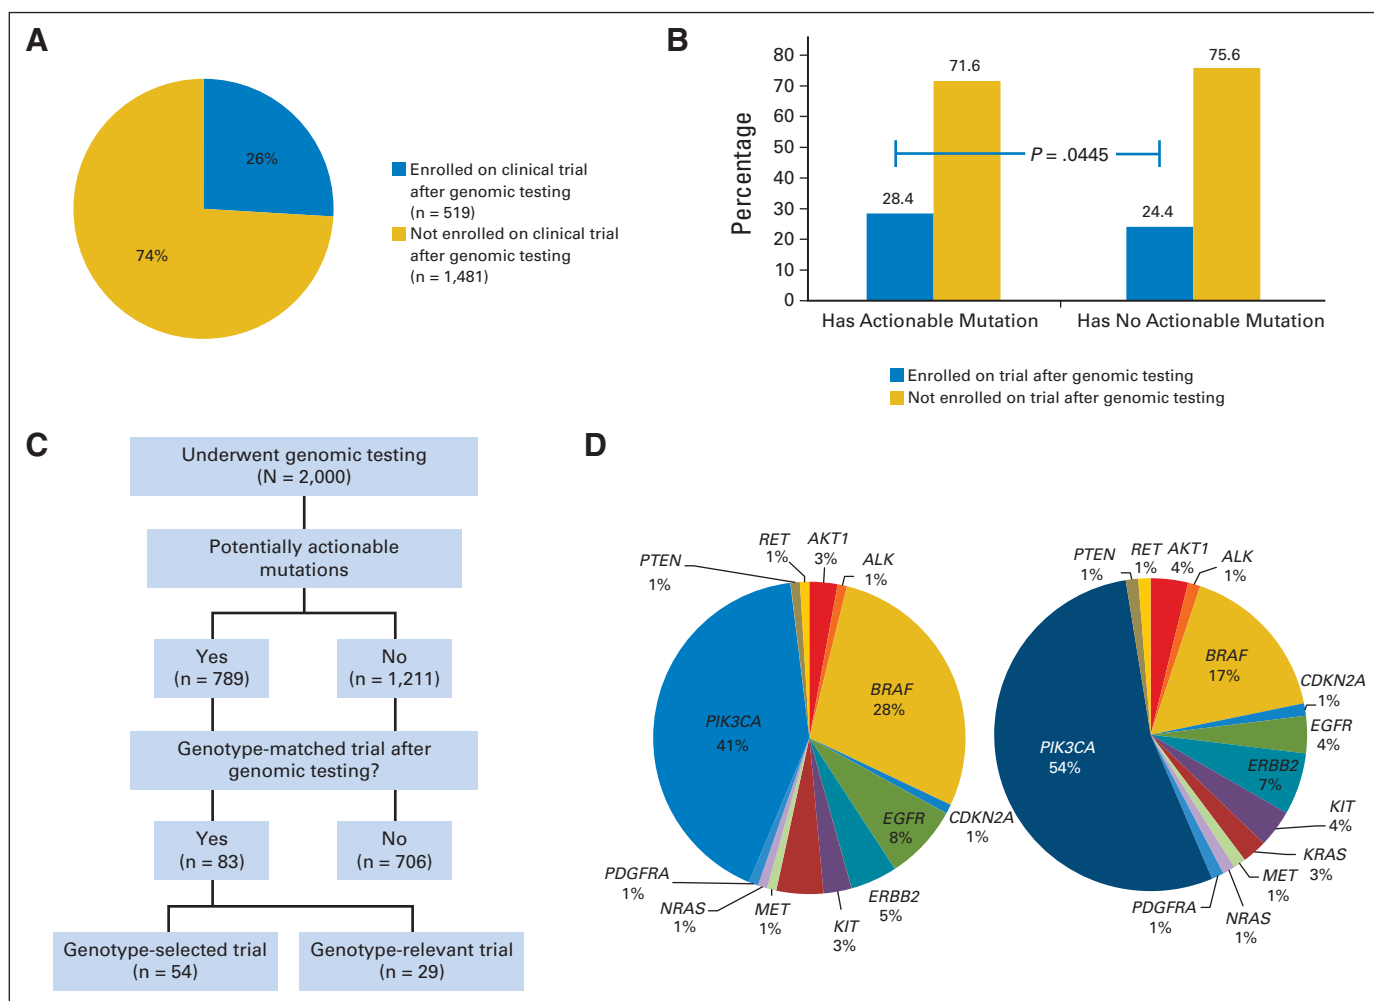 A
26%
74%
Enrolled on clinical trial
after genomic testing
(n = 519)
Not enrolled on clinical trial
after genomic testing
(n = 1,481)
B
Percentage
80
70
60
50
40
30
20
10
0
28.4
71.6
P = .0445
24.4
75.6
Has Actionable Mutation
Has No Actionable Mutation
Enrolled on trial after genomic testing
Not enrolled on trial after genomic testing
C
Underwent genomic testing
(N = 2,000)
Potentially actionable
mutations
Yes
(n = 789)
No
(n = 1,211)
Genotype-matched trial after
genomic testing?
Yes
(n = 83)
No
(n = 706)
Genotype-selected trial
(n = 54)
Genotype-relevant trial
(n = 29)
D
PTEN
1%
RET
1%
AKT1
3%
ALK
1%
BRAF
28%
CDKN2A
1%
EGFR
8%
ERBB2
5%
KIT
3%
MET
1%
NRAS
1%
PDGFRA
1%
PIK3CA
41%
PTEN
1%
RET
1%
AKT1
4%
ALK
1%
BRAF
17%
CDKN2A
1%
EGFR
4%
ERBB2
7%
KIT
4%
KRAS
3%
MET
1%
NRAS
1%
PDGFRA
1%
PIK3CA
54%